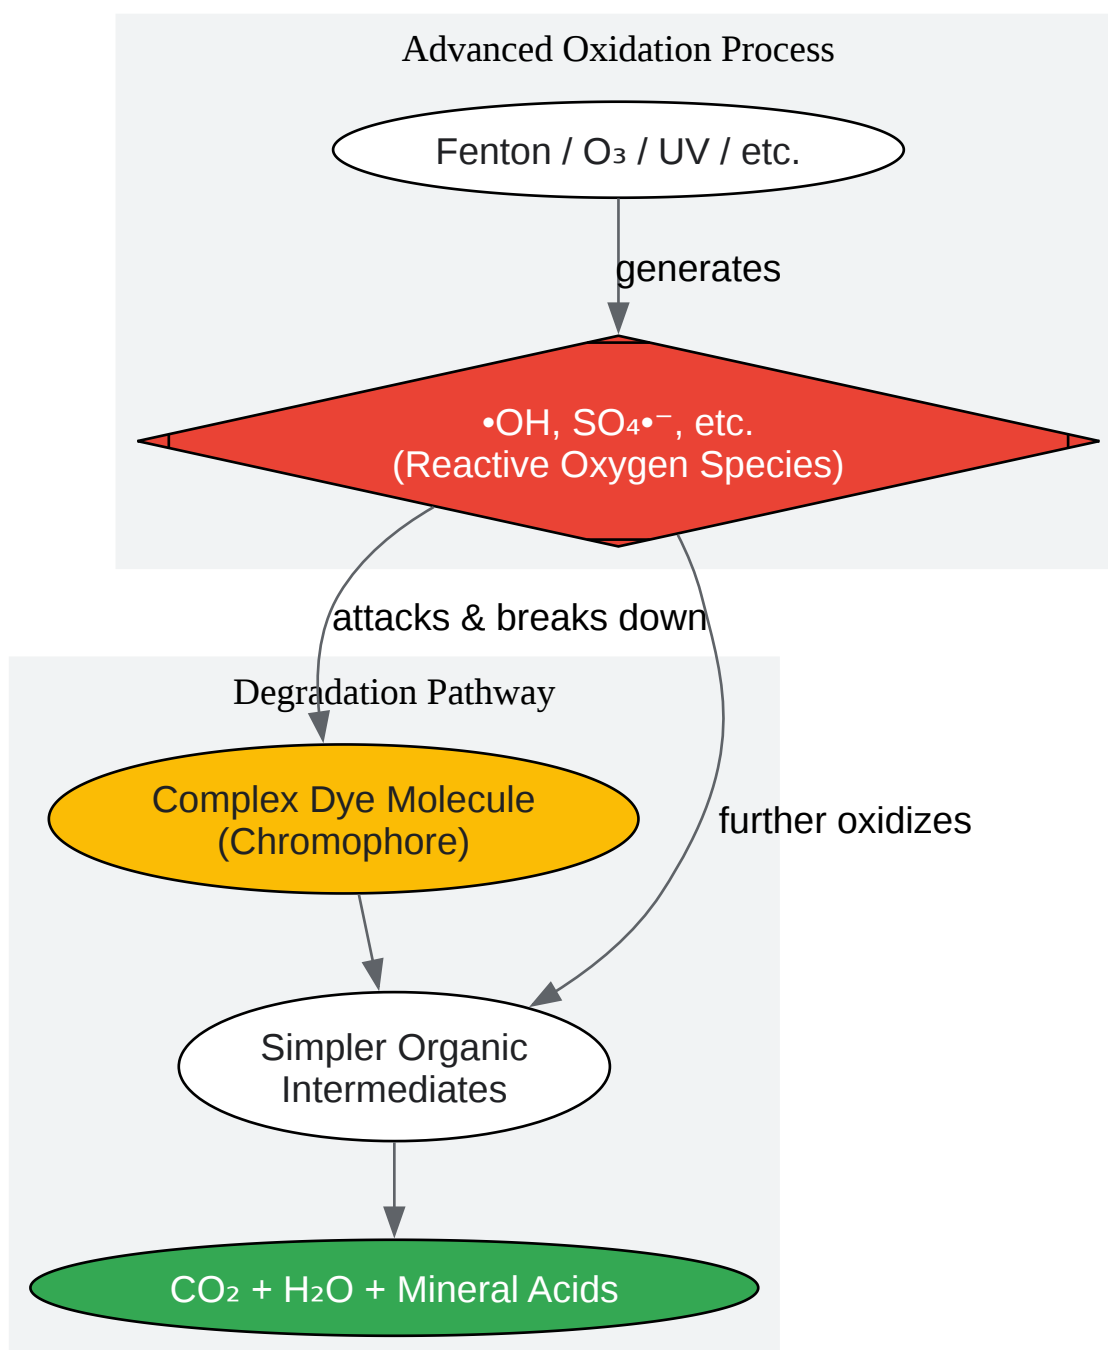 Advanced Oxidation Process
Fenton / O₃ / UV / etc.
generates
•OH, SO₄•⁻, etc.
(Reactive Oxygen Species)
attacks & breaks down
Degradation Pathway
Complex Dye Molecule
(Chromophore)
further oxidizes
Simpler Organic
Intermediates
CO₂ + H₂O + Mineral Acids